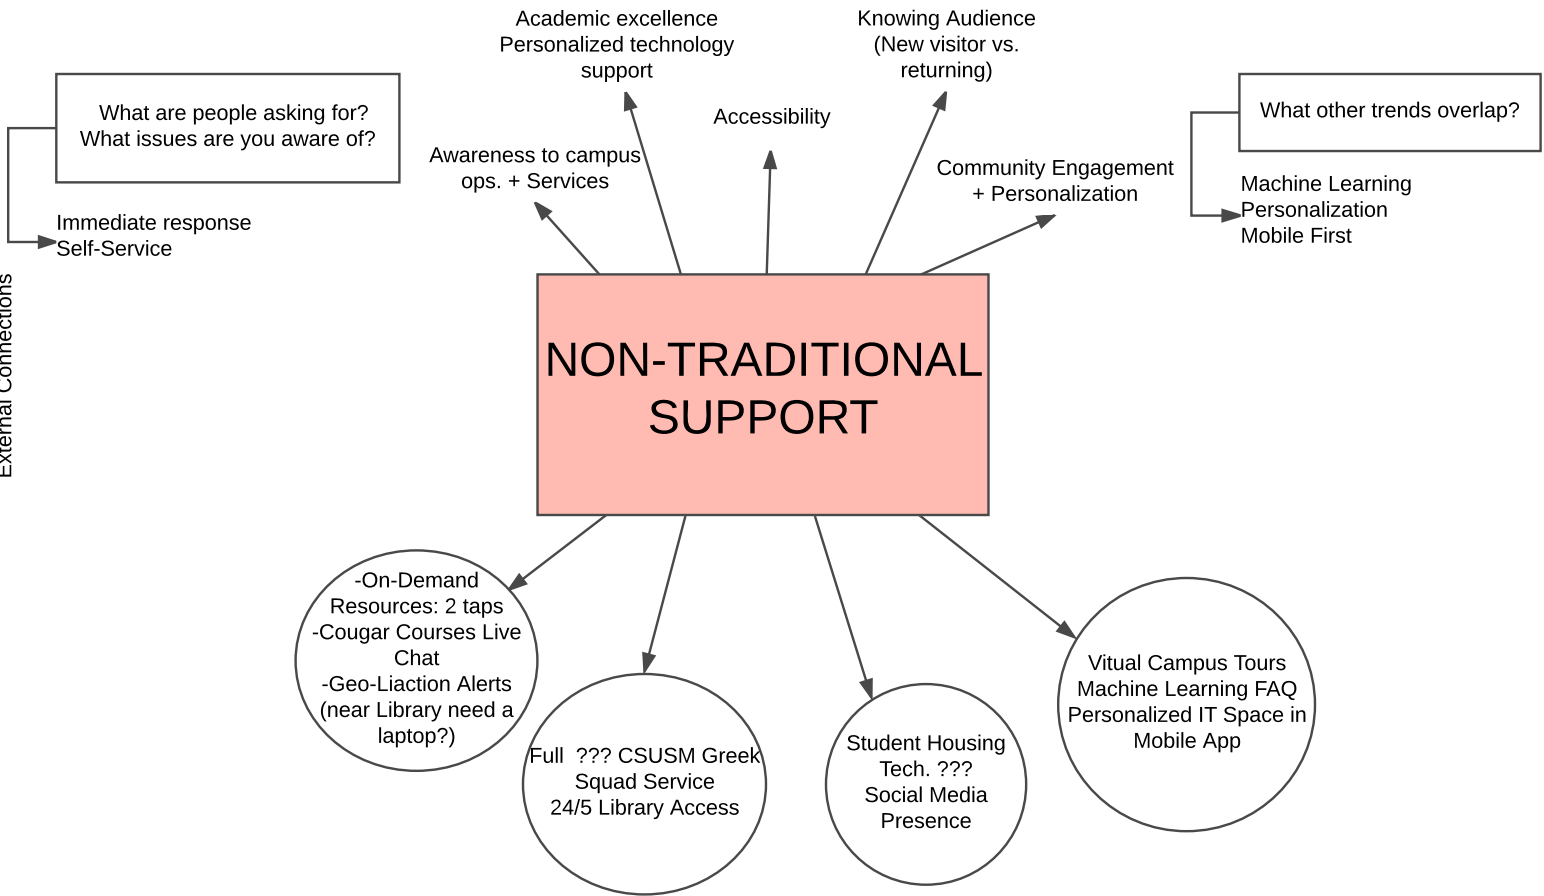 Academic excellence
Personalized technology
support
Knowing Audience
(New visitor vs.
returning)
What are people asking for?
What issues are you aware of?
Accessibility
What other trends overlap?
Awareness to campus
ops. + Services
Community Engagement
+ Personalization
Immediate response
Self-Service
Machine Learning
Personalization
Mobile First
External Connections
NON-TRADITIONAL
SUPPORT
-On-Demand
Resources: 2 taps
-Cougar Courses Live
Chat
-Geo-Liaction Alerts
(near Library need a
laptop?)
Full  ??? CSUSM Greek
Squad Service
24/5 Library Access
Student Housing
Tech. ???
Social Media
Presence
Vitual Campus Tours
Machine Learning FAQ
Personalized IT Space in
Mobile App